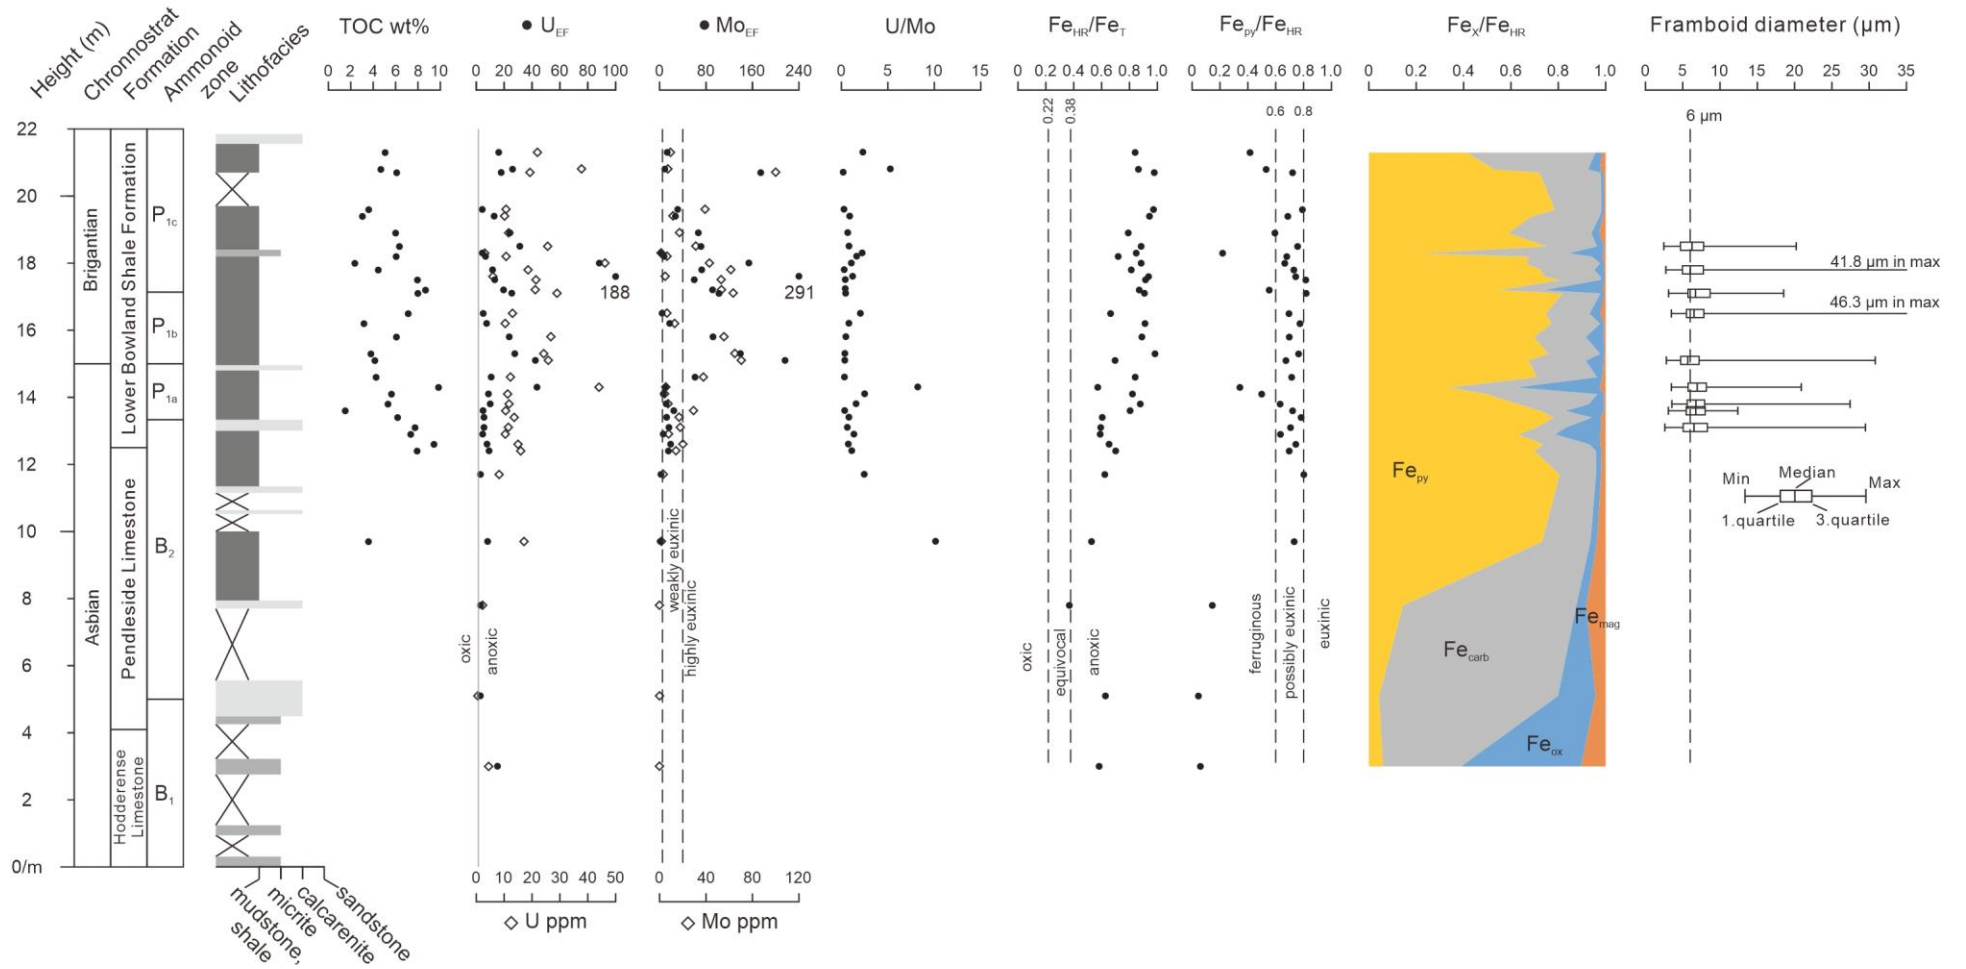 Height (m)
Chronnostrat
Formation
Ammonoid
zone
Lithofacies
TOC wt%
0 2 4 6 8 10
● U_EF
0 20 40 60 80 100
● Mo_EF
0 80 160 240
U/Mo
0 5 10 15
Fe_HR/Fe_T
0 0.2 0.4 0.6 0.8 1.0
Fe_py/Fe_HR
0 0.2 0.4 0.6 0.8 1.0
Fe_X/Fe_HR
0 0.2 0.4 0.6 0.8 1.0
Framboid diameter (µm)
0 5 10 15 20 25 30 35
0.22
0.38
0.6
0.8
6 µm
22
20
18
16
14
12
10
8
6
4
2
0/m
Brigantian
Asbian
Lower Bowland Shale Formation
Pendleside Limestone
Hodderense
Limestone
P1c
P1b
P1a
B2
B1
188
291
oxic
anoxic
weakly euxinic
highly euxinic
oxic
equivocal
anoxic
ferruginous
possibly euxinic
euxinic
Fe_py
Fe_carb
Fe_ox
Fe_mag
41.8 µm in max
46.3 µm in max
Min
Median
Max
1.quartile
3.quartile
0 10 20 30 40 50
◇ U ppm
0 40 80 120
◇ Mo ppm
mudstone,
shale
micrite
calcarenite
sandstone